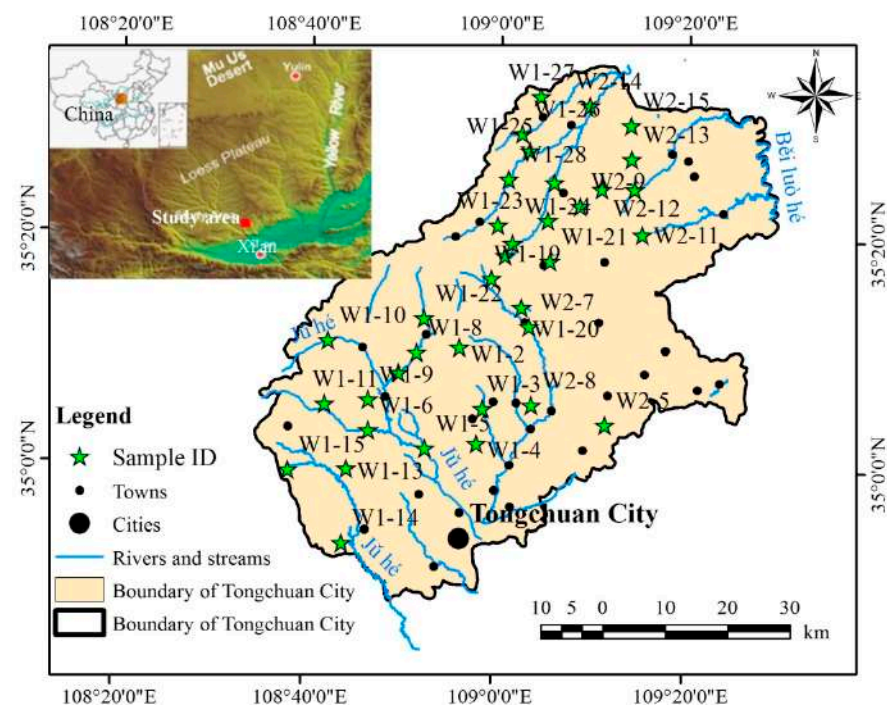 108°20'0"E
108°40'0"E
109°0'0"E
109°20'0"E
Mu Us
Desert
Yulin
China
Yellow River
Loess Plateau
Study area
Xi'an
N
W
E
S
W1-27
W2-14
W1-26
W2-15
W1-25
W2-13
W1-28
Běi luò hé
W2-9
W1-23
W1-24
W2-12
35°20'0"N
35°20'0"N
W1-21
W2-11
W1-19
W1-22
W2-7
W1-10
W1-20
Jǔ hé
W1-8
W1-2
W1-9
W1-11
W1-3
W2-8
W1-6
W2-5
W1-5
Legend
W1-4
Sample ID
W1-15
W1-13
Jǔ hé
35°0'0"N
35°0'0"N
Towns
Cities
W1-14
Tongchuan City
Jǔ hé
Rivers and streams
Boundary of Tongchuan City
Boundary of Tongchuan City
10 5 0 10 20 30
km
108°20'0"E
108°40'0"E
109°0'0"E
109°20'0"E